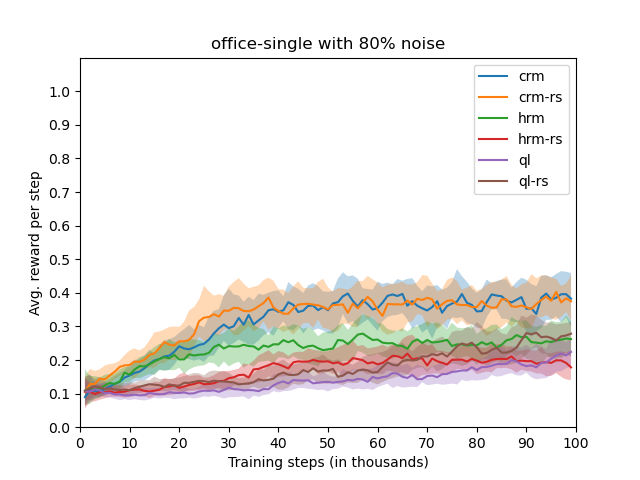 office-single with 80% noise
Avg. reward per step
1.0
0.9
0.8
0.7
0.6
0.5
0.4
0.3
0.2
0.1
0.0
crm
crm-rs
hrm
hrm-rs
ql
ql-rs
0 10 20 30 40 50 60 70 80 90 100
Training steps (in thousands)